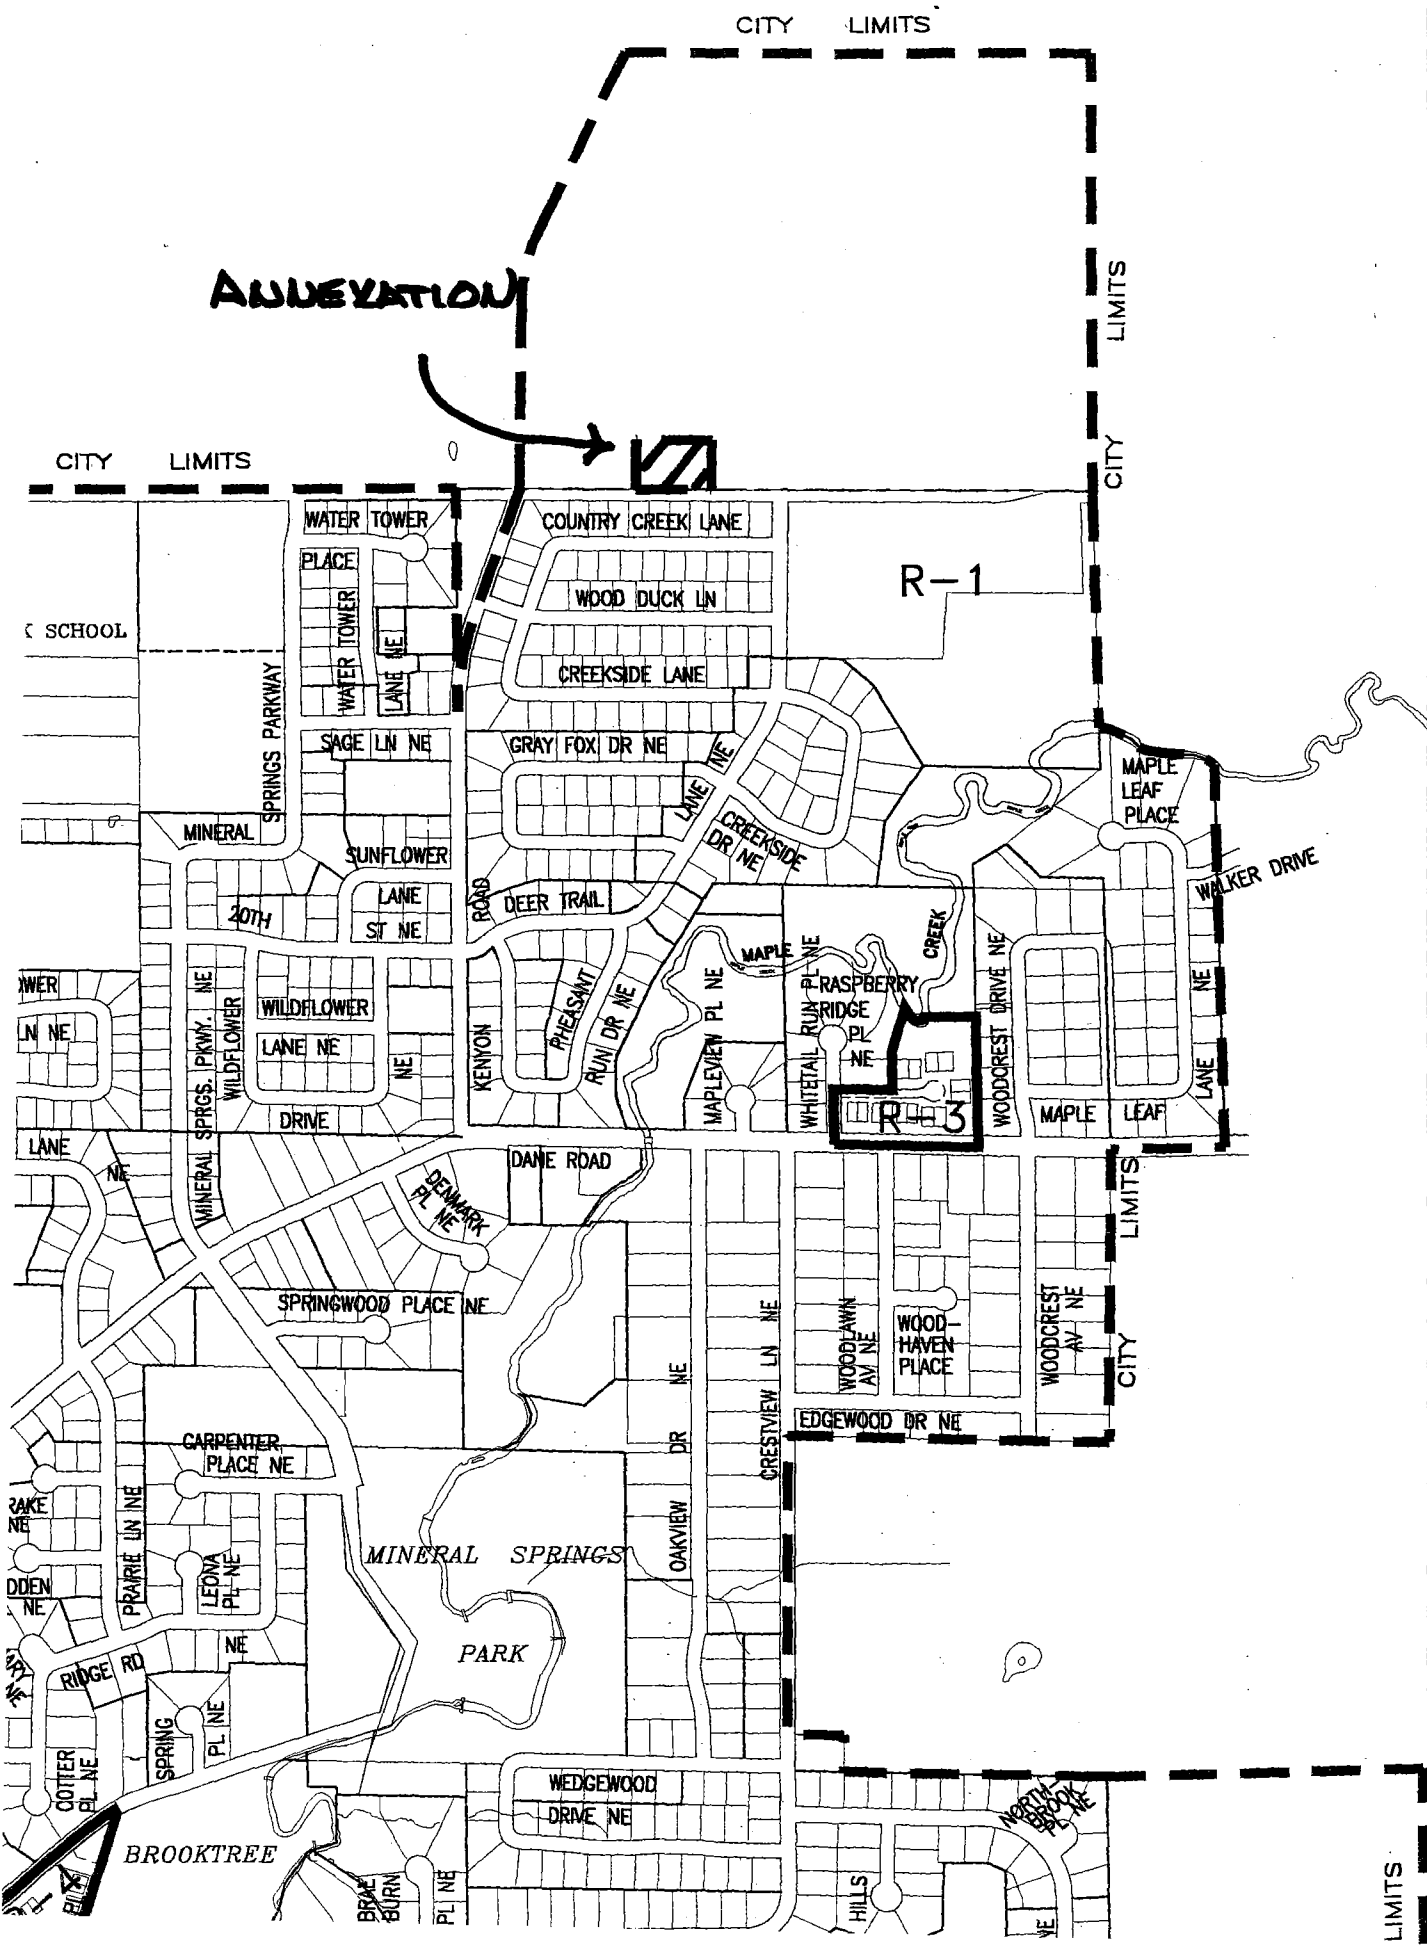 CITY LIMITS
ANNEXATION
LIMITS
CITY
CITY LIMITS
WATER TOWER
PLACE
COUNTRY CREEK LANE
R-1
WOOD DUCK LN
WATER TOWER
LANE NE
SCHOOL
CREEKSIDE LANE
SPRINGS PARKWAY
SAGE LN NE
GRAY FOX DR NE
LANE NE
MAPLE
LEAF
PLACE
MINERAL
CREEKSIDE
DR NE
SUNFLOWER
LANE
WALKER DRIVE
ROAD
DEER TRAIL
20TH
ST NE
MAPLE
CREEK
WILDFLOWER
LANE NE
LN NE
MINERAL SPRGS. PKWY. NE
WILDFLOWER
NE
DRIVE
KENYON
PHEASANT
RUN DR NE
MAPLEVIEW PL NE
WHITETAIL RUN PL NE
RASPBERRY
RIDGE
PL
NE
WOODCREST DRIVE NE
LANE NE
R-3
MAPLE LEAF
LANE
NE
DANE ROAD
DENMARK
PL NE
LIMITS
CITY
SPRINGWOOD PLACE NE
OAKVIEW DR NE
CRESTVIEW LN NE
WOODLAWN
AV NE
WOOD-
HAVEN
PLACE
WOODCREST
AV NE
EDGEWOOD DR NE
CARPENTER
PLACE NE
NE
PRAIRIE LN NE
LEONA
PL NE
NE
MINERAL SPRINGS
PARK
NE
RIDGE RD
SPRING
PL NE
COTTER
PL NE
WEDGEWOOD
DRIVE NE
NORTH-
BROOK
PL NE
BROOKTREE
BRAE
BURN
PL NE
HILLS
LIMITS